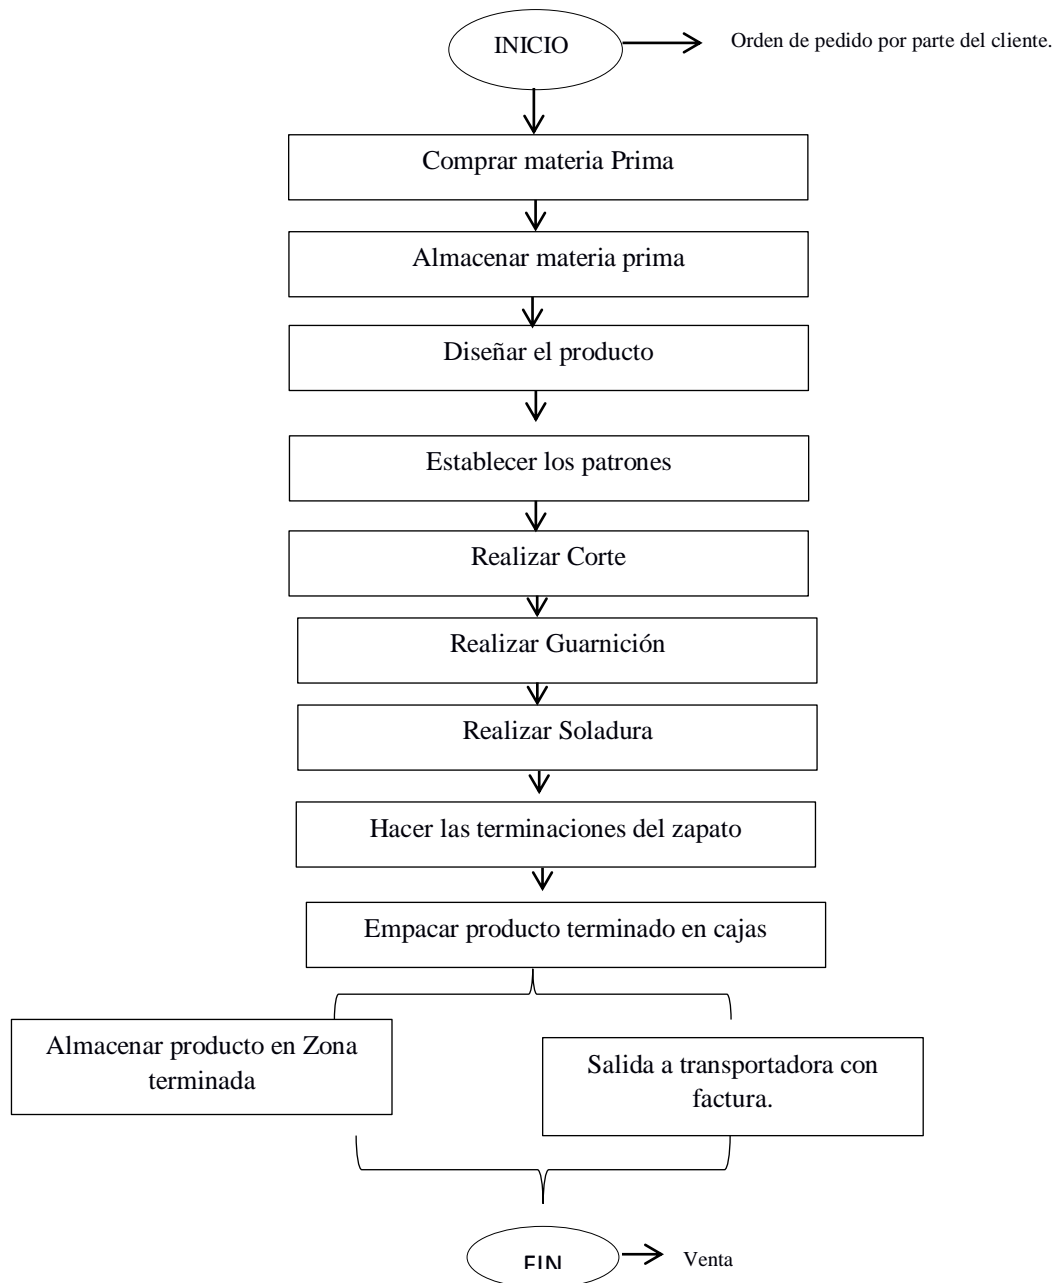 INICIO
Orden de pedido por parte del cliente.
Comprar materia Prima
Almacenar materia prima
Diseñar el producto
Establecer los patrones
Realizar Corte
Realizar Guarnición
Realizar Soladura
Hacer las terminaciones del zapato
Empacar producto terminado en cajas
Almacenar producto en Zona
terminada
Salida a transportadora con
factura.
FIN
Venta